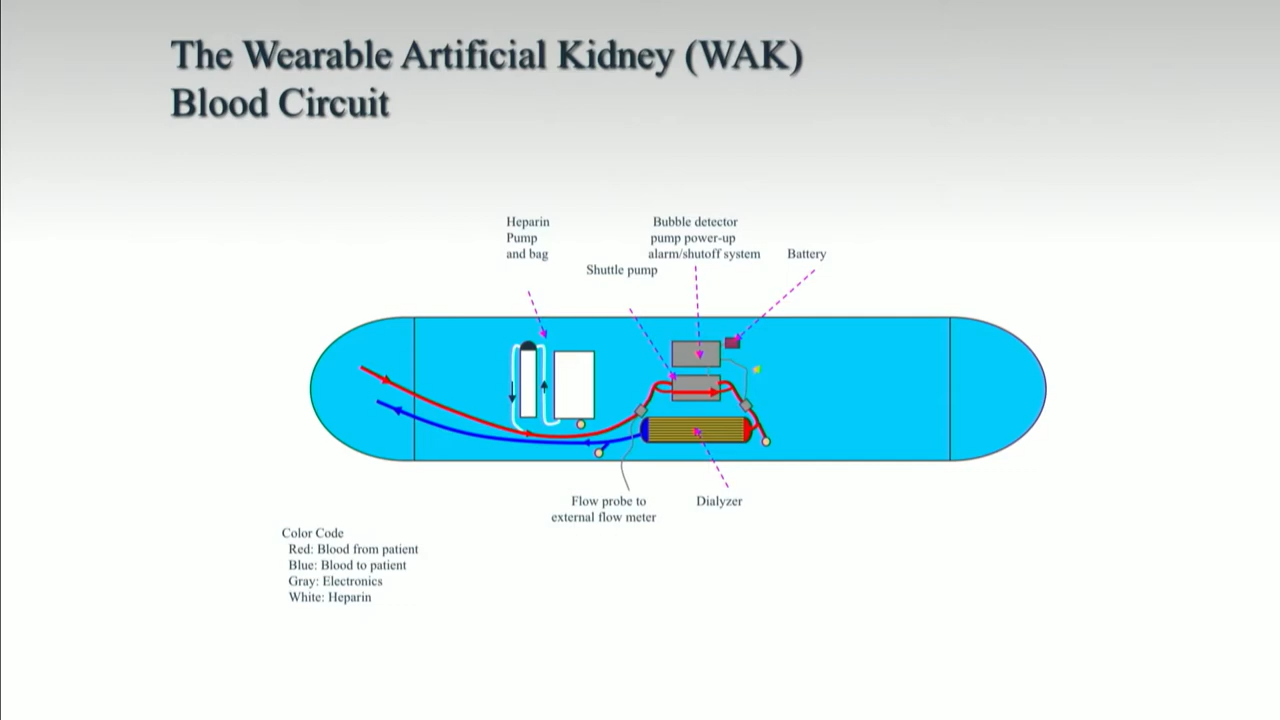 The Wearable Artificial Kidney (WAK)
Blood Circuit
Heparin
Pump
and bag
Shuttle pump
Bubble detector
pump power-up
alarm/shutoff system
Battery
Flow probe to
external flow meter
Dialyzer
Color Code
Red: Blood from patient
Blue: Blood to patient
Gray: Electronics
White: Heparin